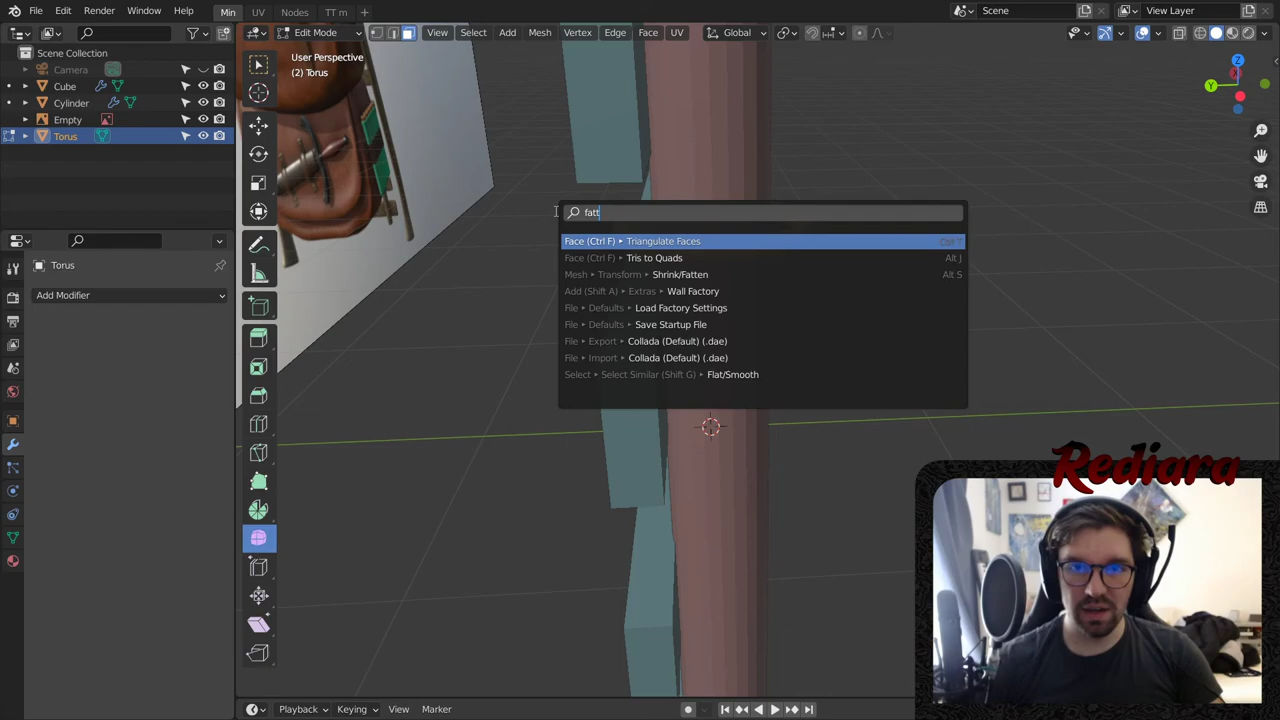 File Edit Render Window Help Min UV Nodes TT m Scene View Layer
Edit Mode View Select Add Mesh Vertex Edge Face UV Global
Scene Collection
Camera
Cube
Cylinder
Empty
Torus
User Perspective
(2) Torus
Z
Y
fatt
Face (Ctrl F) ▸ Triangulate Faces Ctrl T
Face (Ctrl F) ▸ Tris to Quads Alt J
Mesh ▸ Transform ▸ Shrink/Fatten Alt S
Add (Shift A) ▸ Extras ▸ Wall Factory
File ▸ Defaults ▸ Load Factory Settings
File ▸ Defaults ▸ Save Startup File
File ▸ Export ▸ Collada (Default) (.dae)
File ▸ Import ▸ Collada (Default) (.dae)
Select ▸ Select Similar (Shift G) ▸ Flat/Smooth
Torus
Add Modifier
Rediara
Playback Keying View Marker